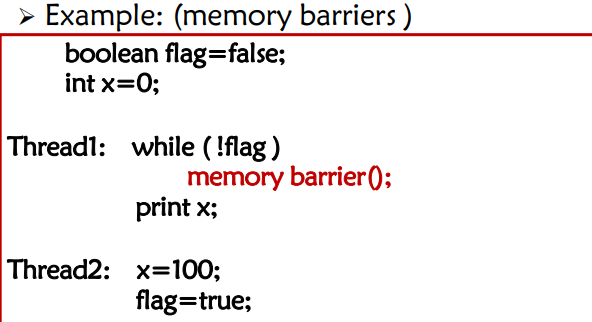 ➢ Example: (memory barriers )
boolean flag=false;
int x=0;
Thread1: while ( !flag )
memory barrier();
print x;
Thread2: x=100;
flag=true;